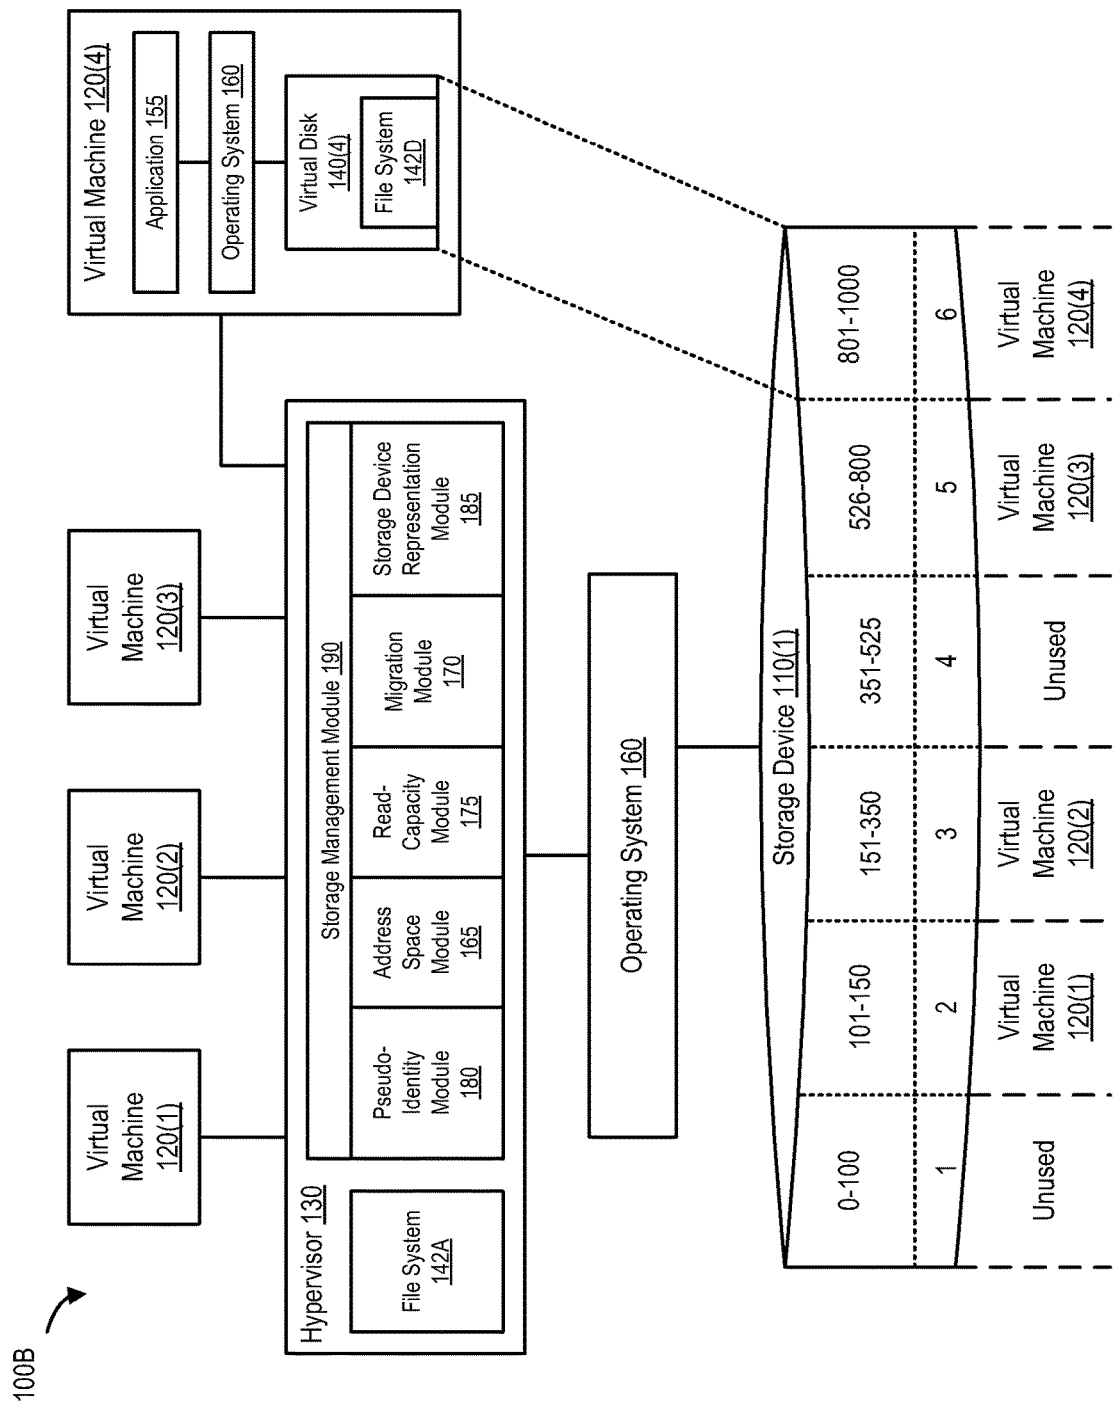 100B
Virtual
Machine
120(1)
Virtual
Machine
120(2)
Virtual
Machine
120(3)
Virtual Machine 120(4)
Application 155
Operating System 160
Virtual Disk
140(4)
File System
142D
Hypervisor 130
File System
142A
Storage Management Module 190
Pseudo-
Identity
Module
180
Address
Space
Module
165
Read-
Capacity
Module
175
Migration
Module
170
Storage Device
Representation
Module
185
Operating System 160
Storage Device 110(1)
0-100
101-150
151-350
351-525
526-800
801-1000
1
2
3
4
5
6
Unused
Virtual
Machine
120(1)
Virtual
Machine
120(2)
Unused
Virtual
Machine
120(3)
Virtual
Machine
120(4)